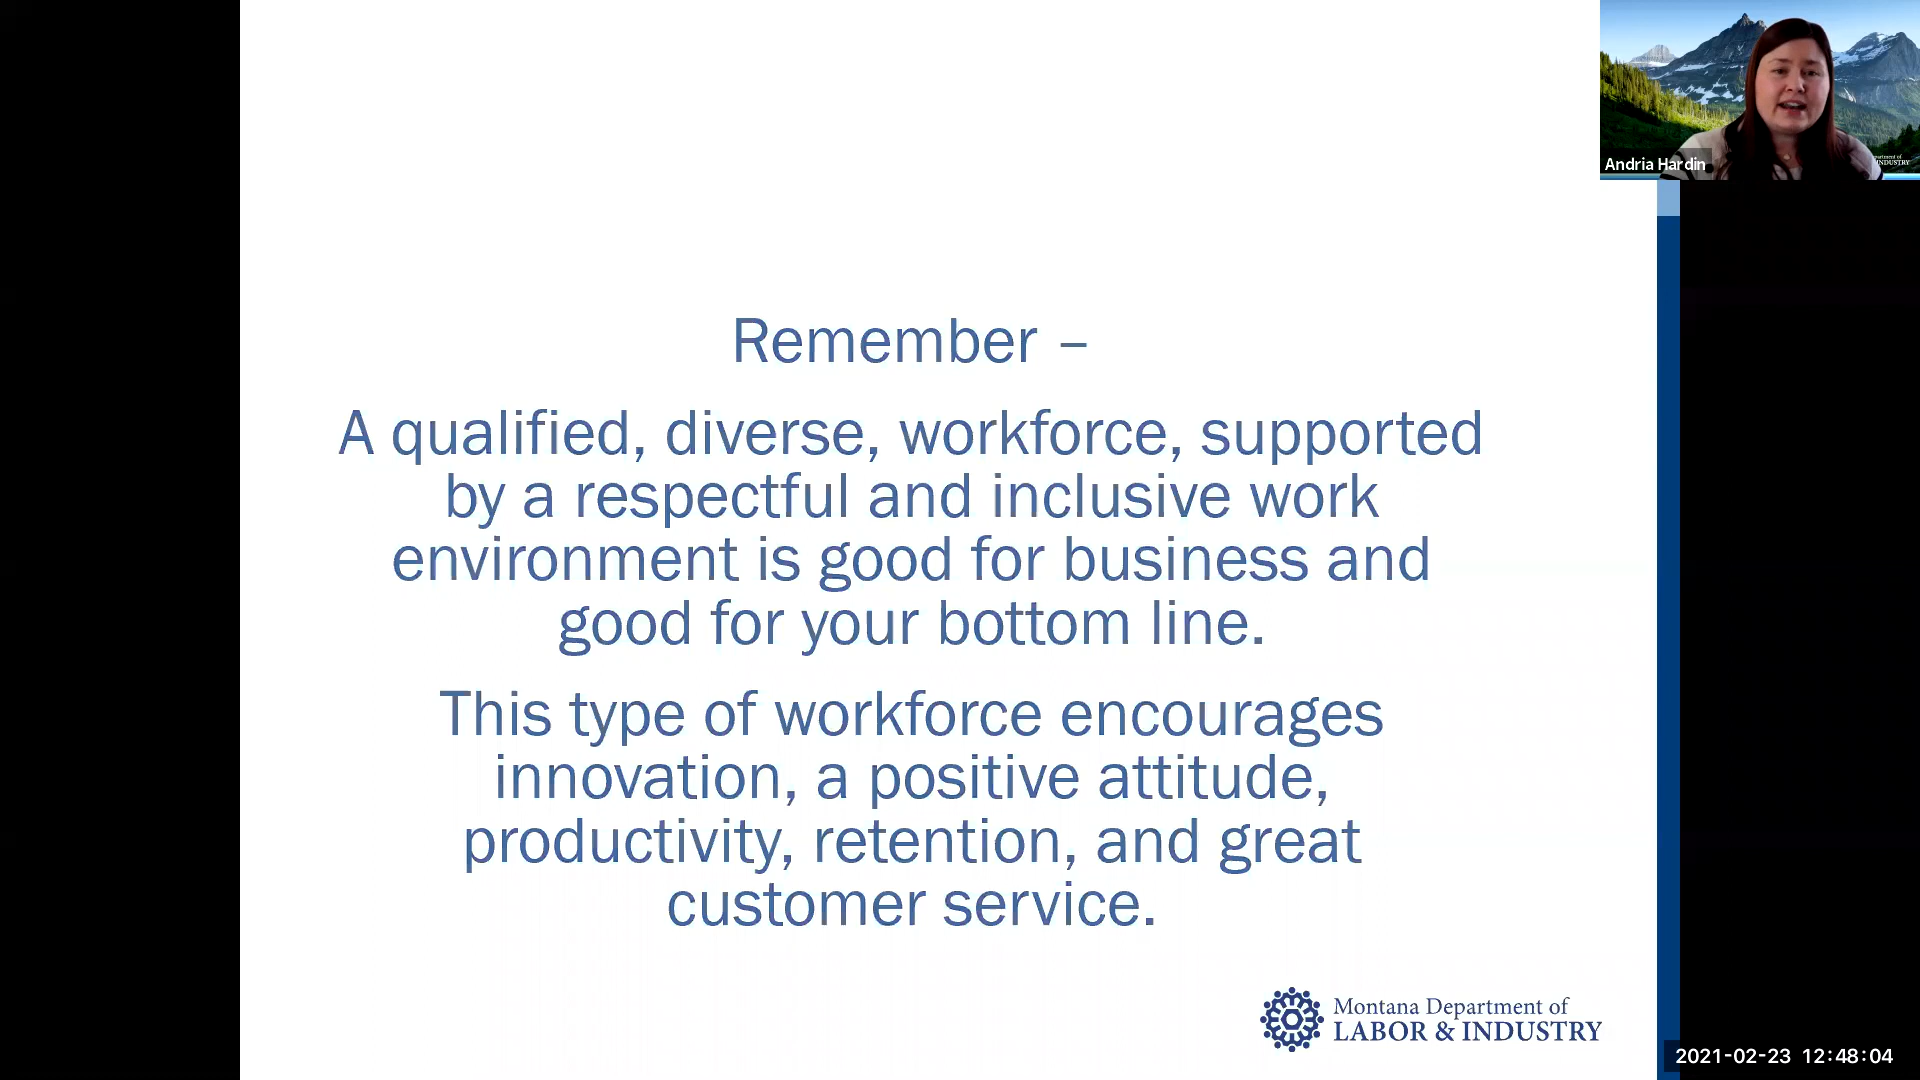 Remember –
A qualified, diverse, workforce, supported
by a respectful and inclusive work
environment is good for business and
good for your bottom line.
This type of workforce encourages
innovation, a positive attitude,
productivity, retention, and great
customer service.
Montana Department of
LABOR & INDUSTRY
Andria Hardin
INDUSTRY
2021-02-23 12:48:04